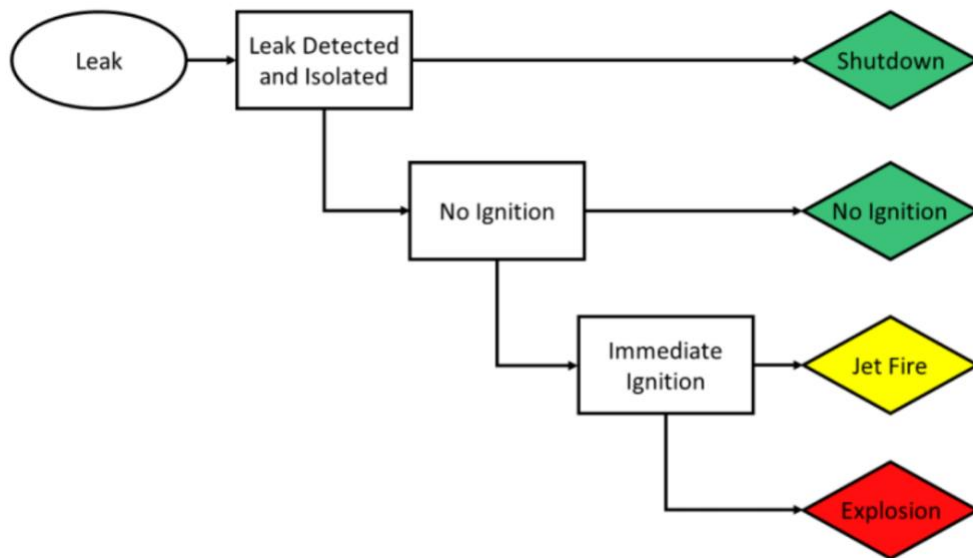 Leak
Leak Detected
and Isolated
Shutdown
No Ignition
No Ignition
Immediate
Ignition
Jet Fire
Explosion